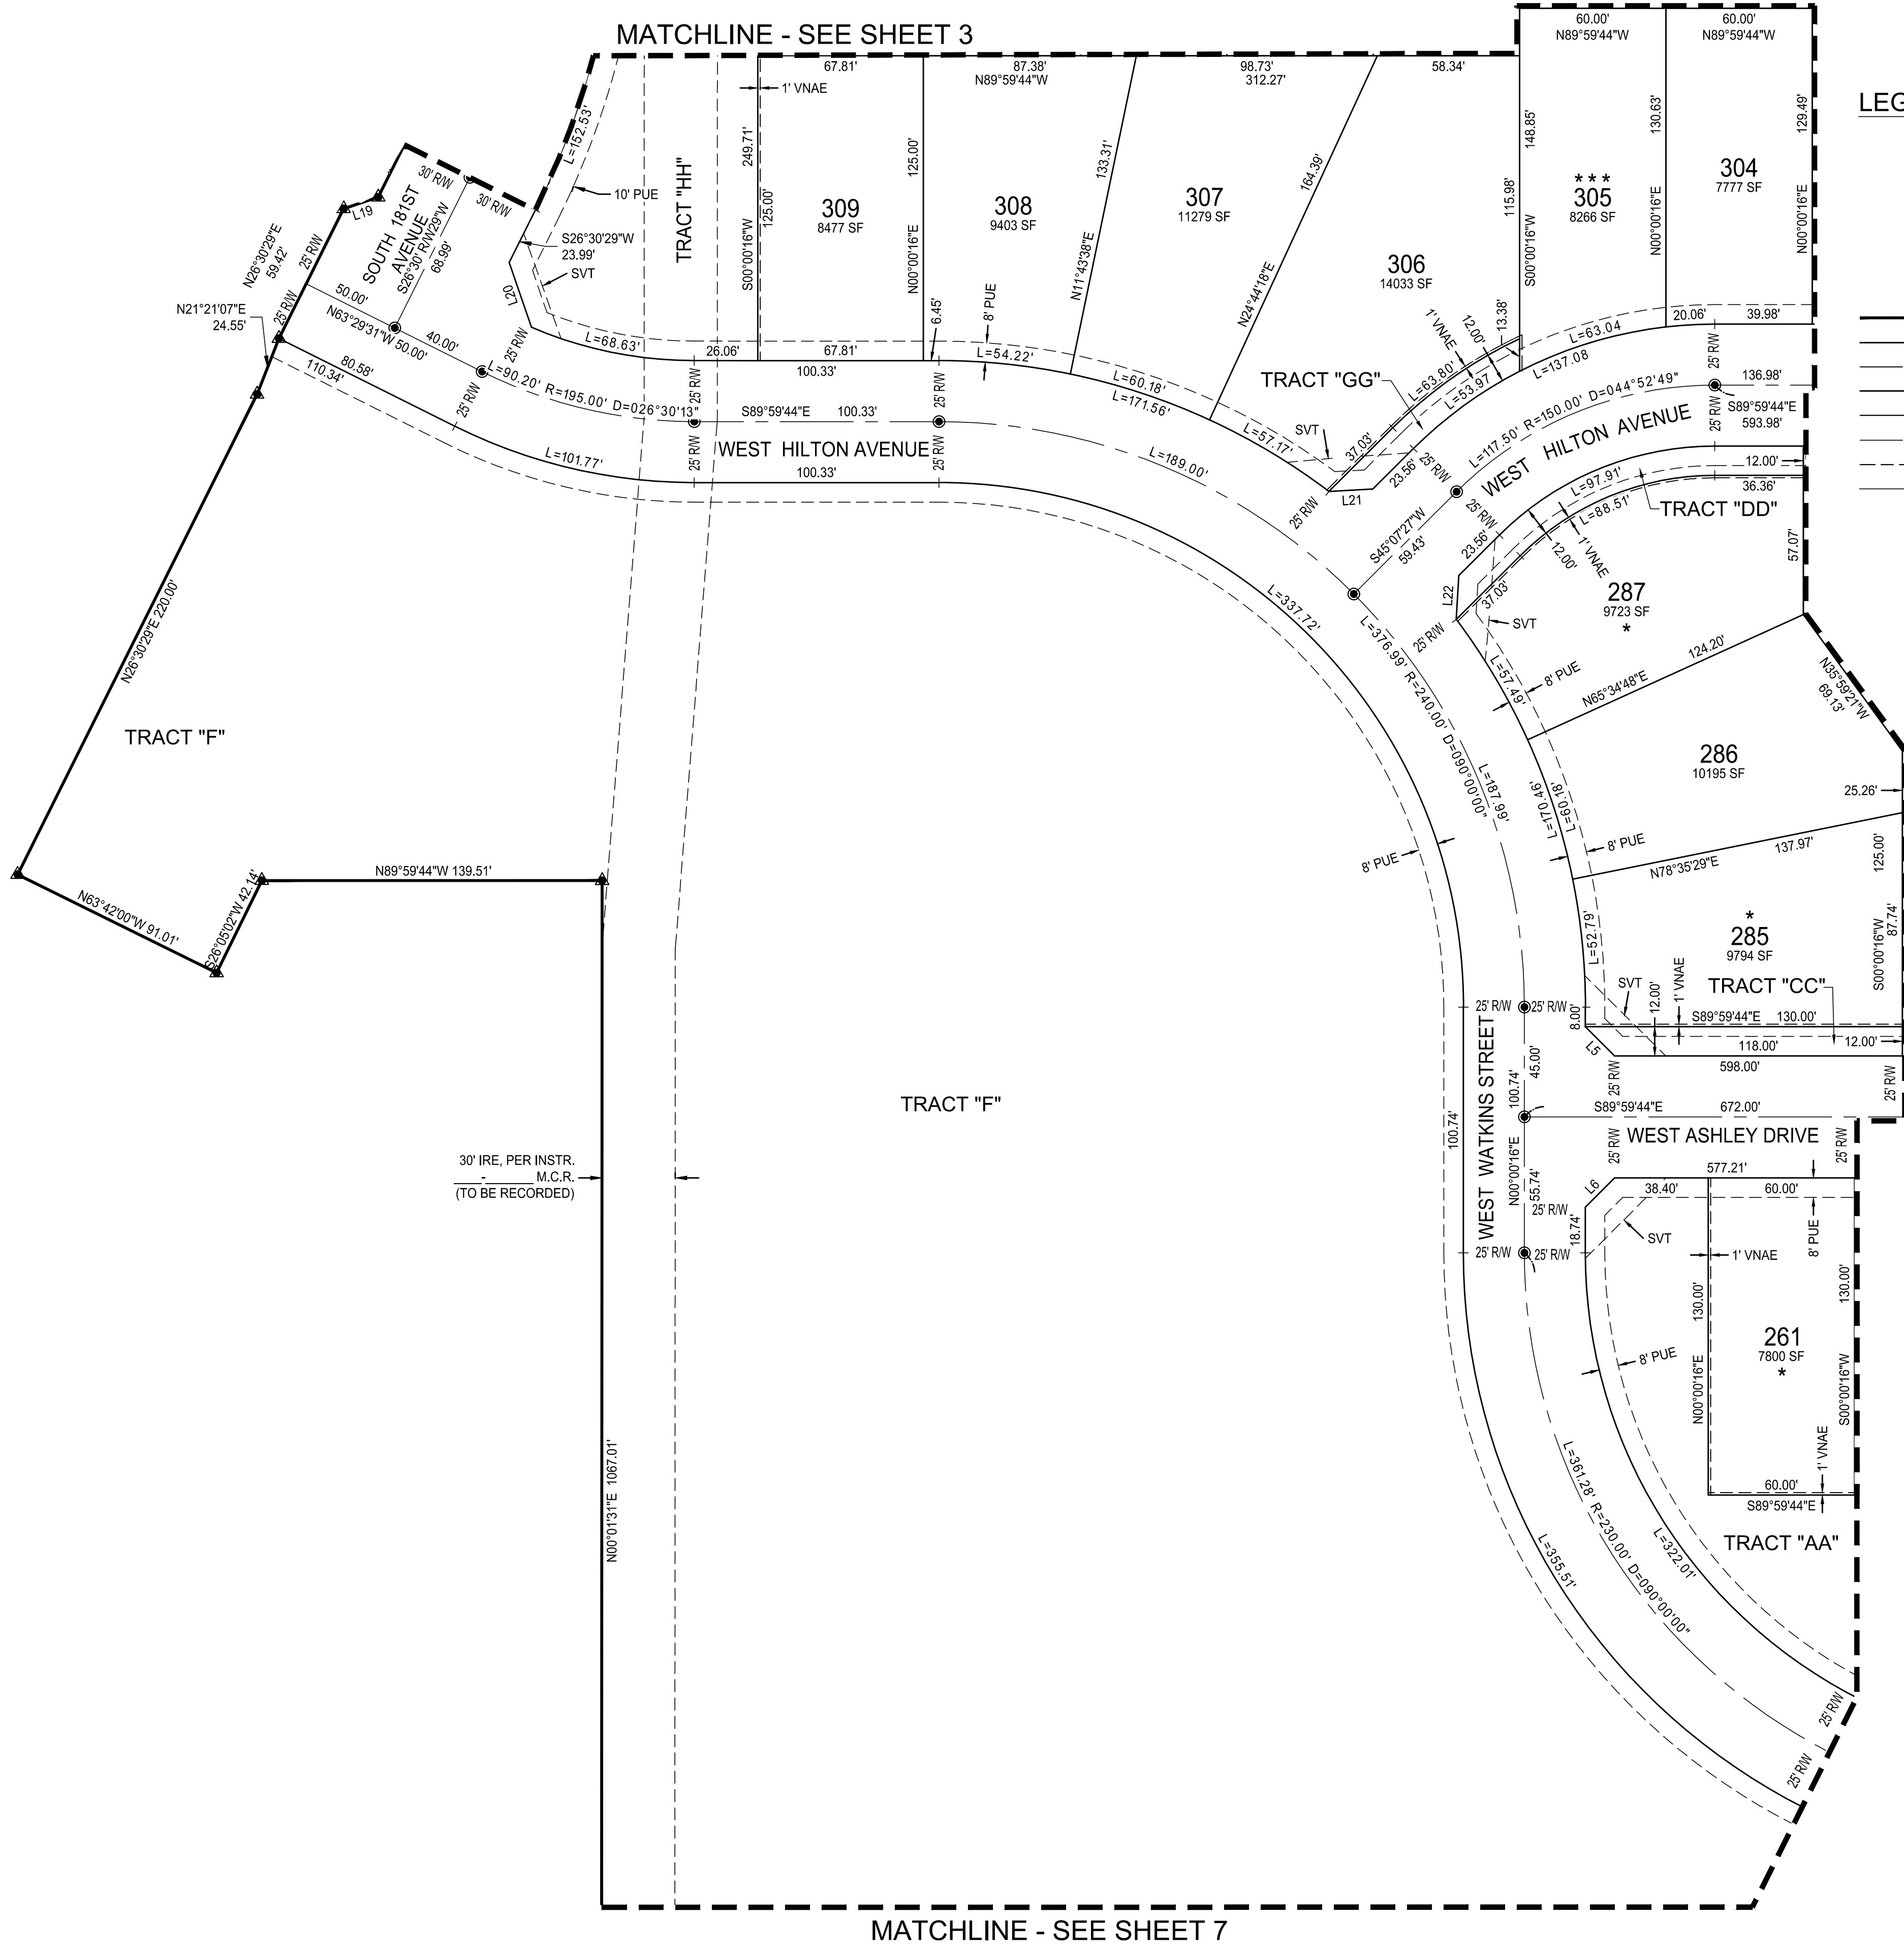 MATCHLINE - SEE SHEET 3
60.00'
N89°59'44"W
60.00'
N89°59'44"W
67.81'
87.38'
N89°59'44"W
98.73'
312.27'
58.34'
LEG
1' VNAE
L=152.53'
249.71'
S00°00'16"W
125.00'
125.00'
N00°00'16"E
133.31'
N11°43'38"E
164.39'
N24°44'18"E
148.85'
115.98'
S00°00'16"W
130.63'
N00°00'16"E
129.49'
N00°00'16"E
304
7777 SF
* * *
305
8266 SF
TRACT "HH"
309
8477 SF
308
9403 SF
307
11279 SF
306
14033 SF
30' R/W
30' R/W
L19
SOUTH 181ST
AVENUE
S26°30' R/W29"W
68.99'
10' PUE
S26°30'29"W
23.99'
SVT
L20
N26°30'29"E
59.42'
25' R/W
25' R/W
N21°21'07"E
24.55'
50.00'
N63°29'31"W 50.00'
40.00'
25' R/W
80.58'
110.34'
25' R/W
L=68.63'
26.06'
67.81'
100.33'
6.45'
8' PUE
L=54.22'
L=60.18'
L=171.56'
L=57.17'
L=90.20' R=195.00' D=026°30'13"
25' R/W
S89°59'44"E 100.33'
25' R/W
WEST HILTON AVENUE
25' R/W
25' R/W
100.33'
L=101.77'
L=189.00'
TRACT "GG"
1' VNAE
12.00'
13.38'
L=63.80'
L=53.97
L=63.04
L=137.08
20.06'
39.98'
25' R/W
136.98'
S89°59'44"E
593.98'
25' R/W
SVT
37.03'
23.56'
25' R/W
L21
25' R/W
L=117.50' R=150.00' D=044°52'49"
WEST HILTON AVENUE
S45°07'27"W
59.43'
25' R/W
23.56'
L=97.91'
L=88.51'
12.00'
1' VNAE
12.00'
36.36'
TRACT "DD"
57.07'
L22
37.03'
25' R/W
SVT
287
9723 SF
*
L=57.49'
8' PUE
124.20'
N65°34'48"E
N35°59'21"W
69.13'
L=337.72'
L=376.99' R=240.00' D=090°00'00"
L=187.99'
L=170.46'
L=60.18'
286
10195 SF
25.26'
8' PUE
8' PUE
N78°35'29"E
137.97'
125.00'
S00°00'16"W
87.74'
L=52.79'
*
285
9794 SF
N26°30'29"E 220.00'
TRACT "F"
N89°59'44"W 139.51'
N63°42'00"W 91.01'
S26°05'02"W 42.14'
SVT
12.00'
1' VNAE
TRACT "CC"
25' R/W
25' R/W
8.00'
S89°59'44"E 130.00'
118.00'
12.00'
L5
598.00'
TRACT "F"
WEST WATKINS STREET
100.74'
45.00'
100.74'
N00°00'16"E
55.74'
25' R/W
25' R/W
S89°59'44"E 672.00'
WEST ASHLEY DRIVE
25' R/W
25' R/W
577.21'
30' IRE, PER INSTR.
____-______ M.C.R.
(TO BE RECORDED)
L6
38.40'
60.00'
25' R/W
18.74'
SVT
8' PUE
25' R/W
25' R/W
1' VNAE
130.00'
N00°00'16"E
130.00'
S00°00'16"W
261
7800 SF
*
8' PUE
1' VNAE
60.00'
S89°59'44"E
TRACT "AA"
N00°01'31"E 1067.01'
L=355.51'
L=361.28' R=230.00' D=090°00'00"
L=322.01'
25' R/W
25' R/W
MATCHLINE - SEE SHEET 7